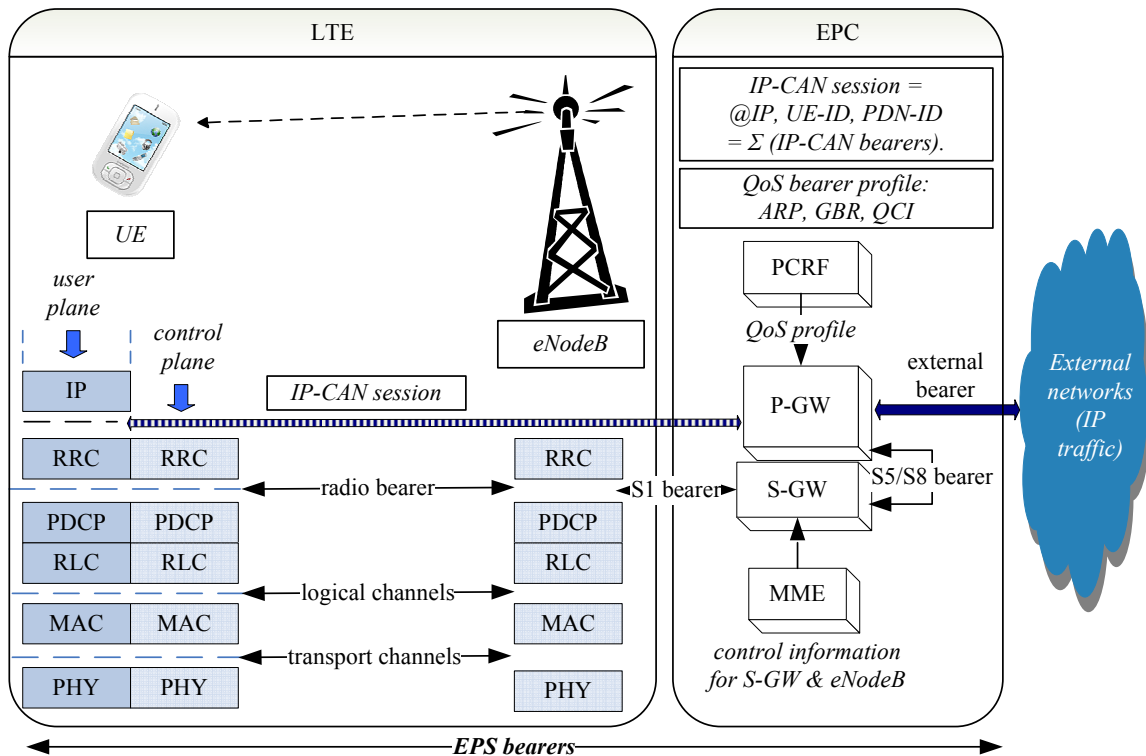 LTE
EPC
IP-CAN session =
@IP, UE-ID, PDN-ID
= Σ (IP-CAN bearers).
QoS bearer profile:
ARP, GBR, QCI
UE
PCRF
user
plane
control
plane
eNodeB
QoS profile
IP
IP-CAN session
P-GW
external
bearer
External
networks
(IP
traffic)
RRC
RRC
RRC
radio bearer
S1 bearer
S-GW
S5/S8 bearer
PDCP
PDCP
PDCP
RLC
RLC
RLC
logical channels
MME
MAC
MAC
MAC
transport channels
control information
for S-GW & eNodeB
PHY
PHY
PHY
EPS bearers